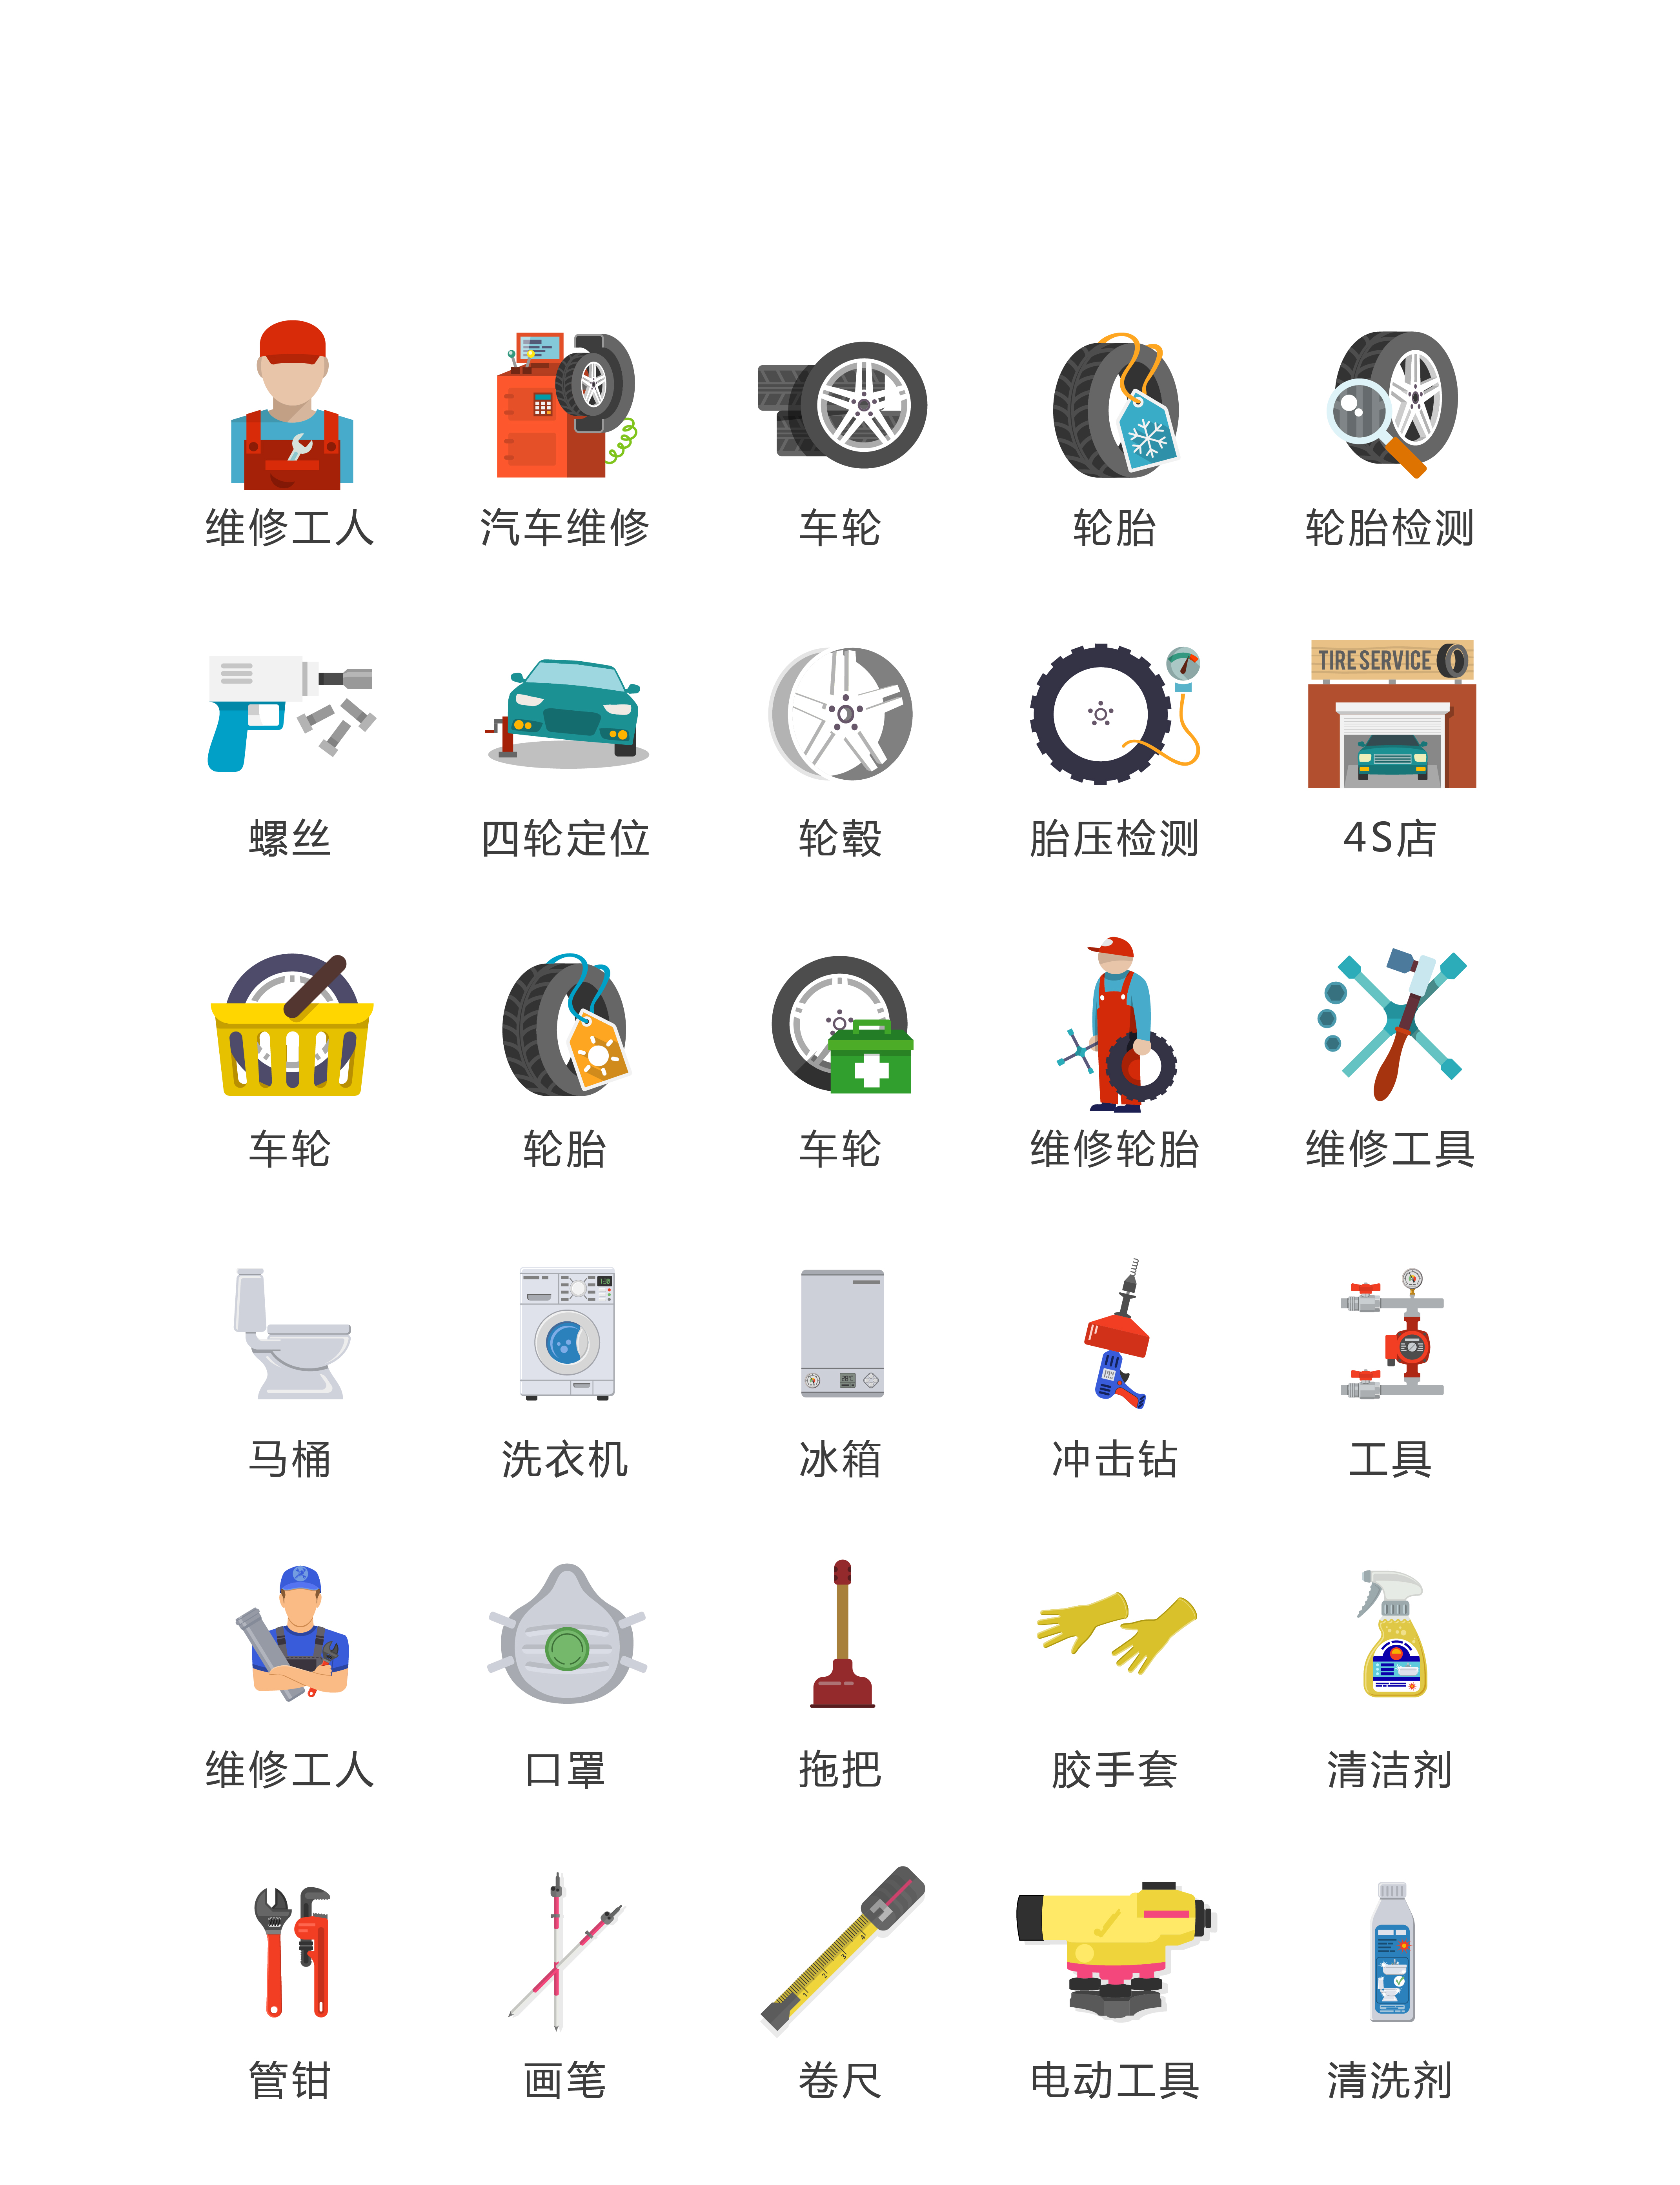 维修工人 汽车维修 车轮 轮胎 轮胎检测
TIRE SERVICE
螺丝 四轮定位 轮毂 胎压检测 4S店
车轮 轮胎 车轮 维修轮胎 维修工具
马桶 洗衣机 冰箱 冲击钻 工具
维修工人 口罩 拖把 胶手套 清洁剂
1 2 3 4
管钳 画笔 卷尺 电动工具 清洗剂